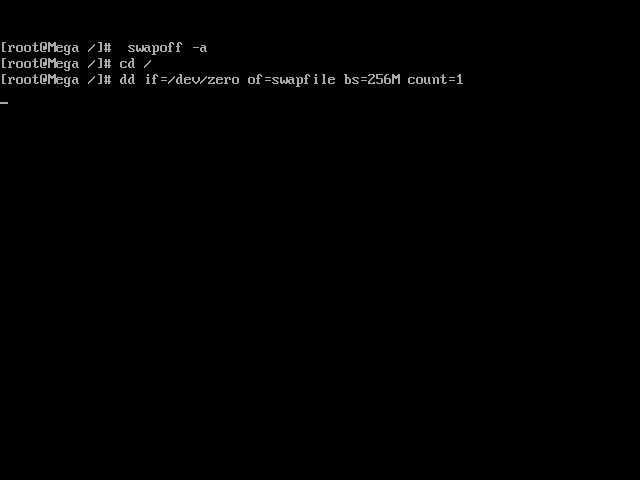 [root@Mega /]#  swapoff -a
[root@Mega /]# cd /
[root@Mega /]# dd if=/dev/zero of=swapfile bs=256M count=1
_